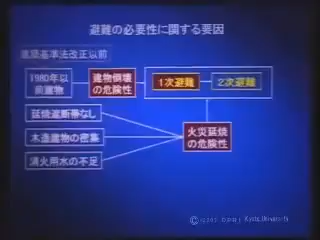 避難の必要性に関する要因
建築基準法改正以前
1980年以
前建物
建物倒壊
の危険性
1次避難
2次避難
延焼遮断帯なし
木造建物の密集
消火用水の不足
火災延焼
の危険性
Kyoto University